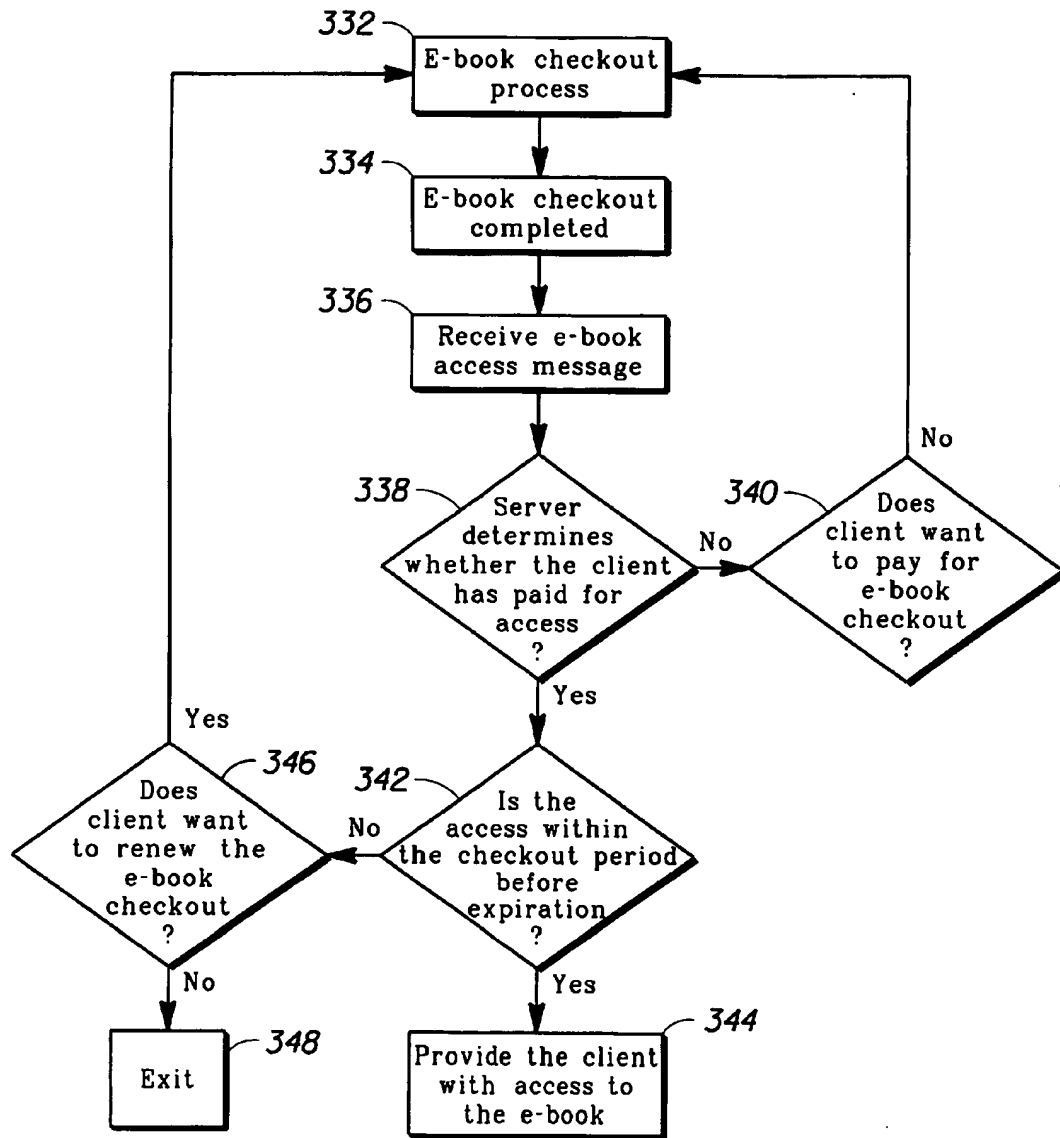 332
E-book checkout
process
334
E-book checkout
completed
336
Receive e-book
access message
338
Server
determines
whether the client
has paid for
access
?
No
340
Does
client want
to pay for
e-book
checkout
?
No
Yes
342
Is the
access within
the checkout period
before
expiration
?
No
346
Does
client want
to renew the
e-book
checkout
?
Yes
No
348
Exit
Yes
344
Provide the client
with access to
the e-book